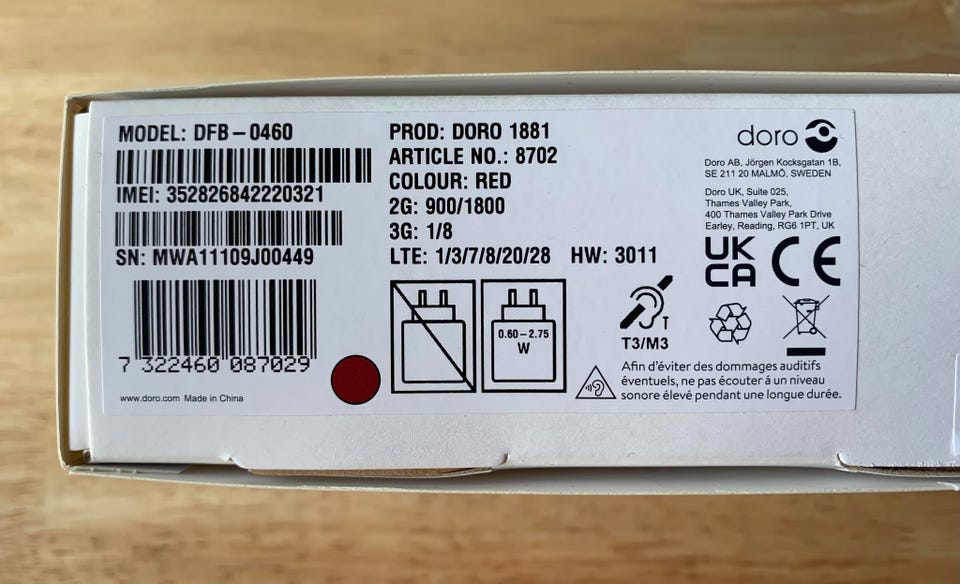 MODEL: DFB-0460
IMEI: 352826842220321
SN: MWA11109J00449
7 322460 087029
www.doro.com Made in China
PROD: DORO 1881
ARTICLE NO.: 8702
COLOUR: RED
2G: 900/1800
3G: 1/8
LTE: 1/3/7/8/20/28 HW: 3011
0.60–2.75
W
doro
Doro AB, Jörgen Kocksgatan 1B,
SE 211 20 MALMÖ, SWEDEN
Doro UK, Suite 025,
Thames Valley Park,
400 Thames Valley Park Drive
Earley, Reading, RG6 1PT, UK
UK
CA CE
T
T3/M3
Afin d'éviter des dommages auditifs
éventuels, ne pas écouter á un niveau
sonore élevé pendant une longue durée.